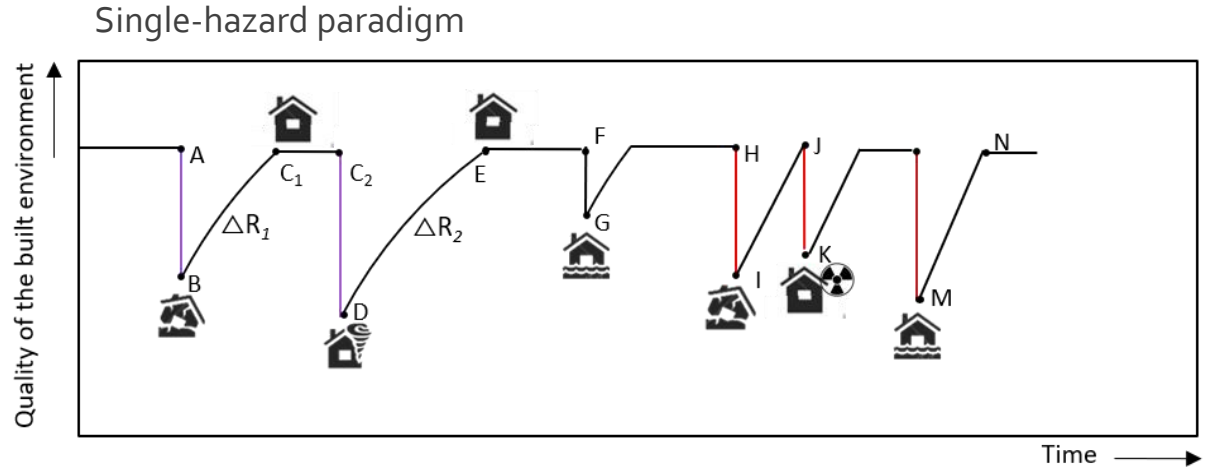 Single-hazard paradigm
Quality of the built environment
A
B
C1
△R1
C2
D
△R2
E
F
G
H
I
J
K
M
N
Time